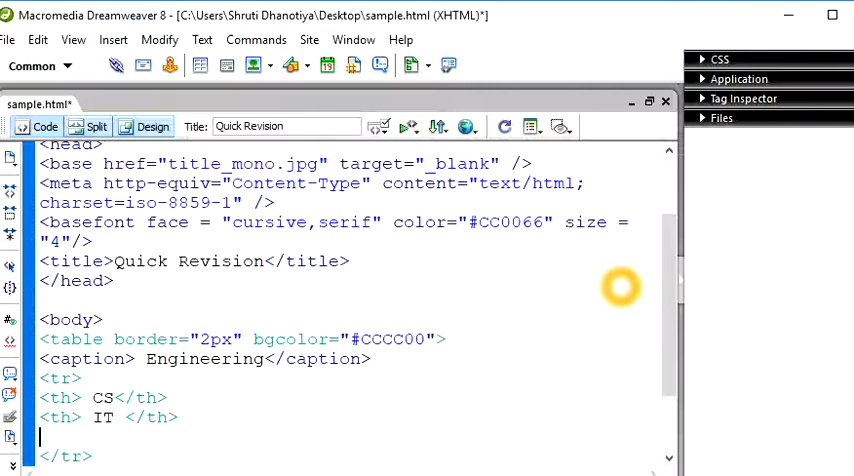 Macromedia Dreamweaver 8 - [C:\Users\Shruti Dhanotiya\Desktop\sample.html (XHTML)*]
File Edit View Insert Modify Text Commands Site Window Help
Common
CSS
Application
Tag Inspector
Files
sample.html*
Code Split Design Title: Quick Revision
<head>
<base href="title_mono.jpg" target="_blank" />
<meta http-equiv="Content-Type" content="text/html;
charset=iso-8859-1" />
<basefont face = "cursive,serif" color="#CC0066" size =
"4"/>
<title>Quick Revision</title>
</head>
<body>
<table border="2px" bgcolor="#CCCC00">
<caption> Engineering</caption>
<tr>
<th> CS</th>
<th> IT </th>
</tr>